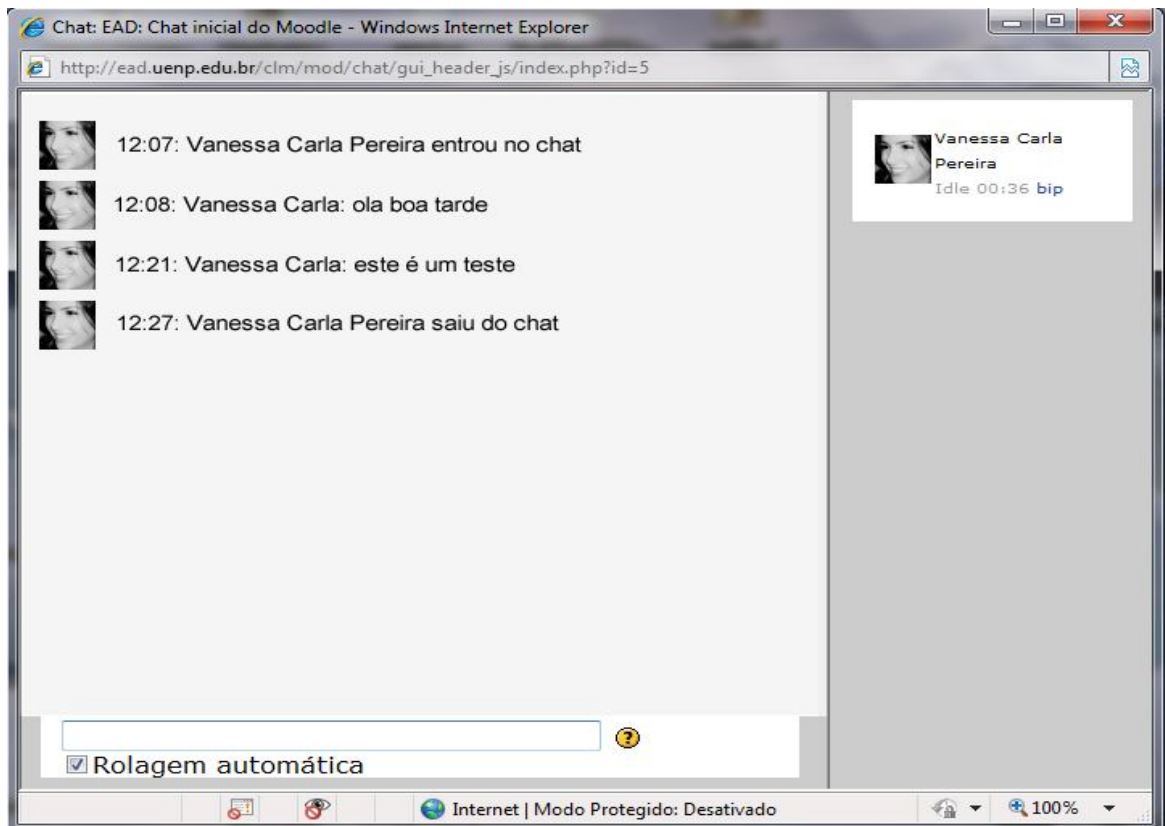 Chat: EAD: Chat inicial do Moodle - Windows Internet Explorer
http://ead.uenp.edu.br/clm/mod/chat/gui_header_js/index.php?id=5
12:07: Vanessa Carla Pereira entrou no chat
12:08: Vanessa Carla: ola boa tarde
12:21: Vanessa Carla: este é um teste
12:27: Vanessa Carla Pereira saiu do chat
Vanessa Carla
Pereira
Idle 00:36 bip
?
Rolagem automática
Internet | Modo Protegido: Desativado
100%